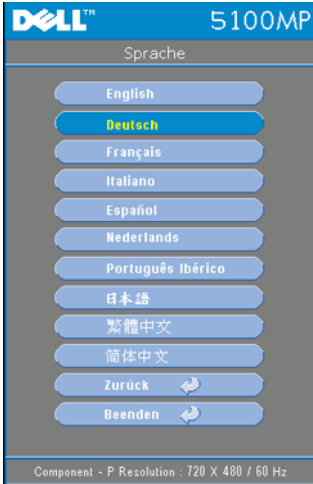 DELL™ 5100MP
Sprache
English
Deutsch
Français
Italiano
Español
Nederlands
Português Ibérico
日本語
繁體中文
简体中文
Zurück
Beenden
Component - P Resolution : 720 X 480 / 60 Hz